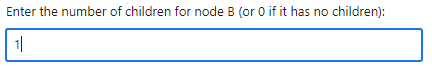 Enter the number of children for node B (or 0 if it has no children):
1